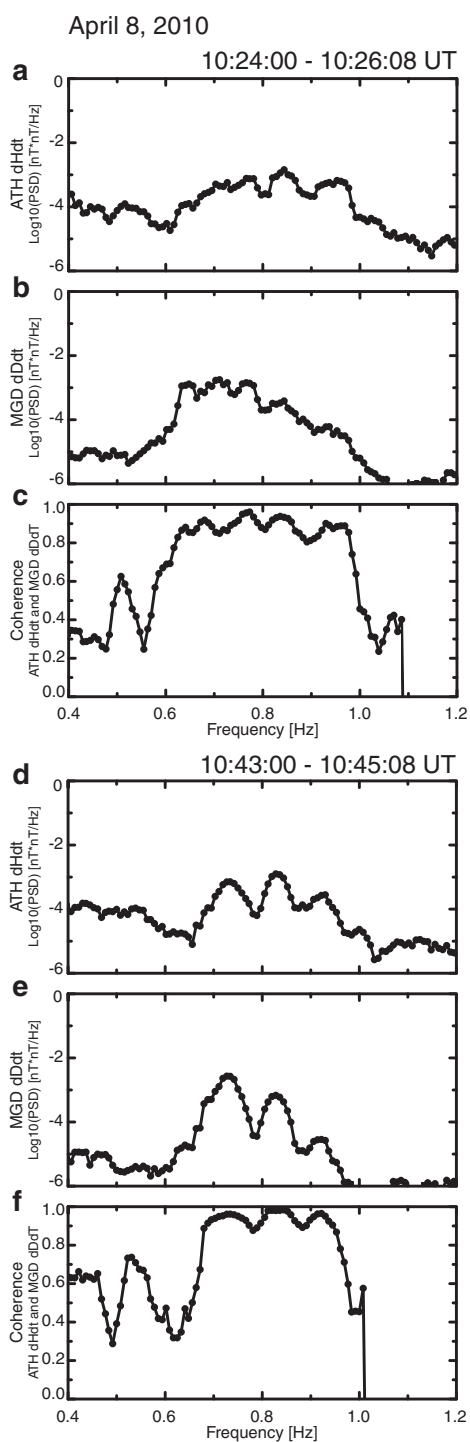 April 8, 2010
10:24:00 - 10:26:08 UT
a
ATH dHdt
Log10(PSD) [nT*nT/Hz]
0
-2
-4
-6
b
MGD dDdt
Log10(PSD) [nT*nT/Hz]
0
-2
-4
-6
c
Coherence
ATH dHdt and MGD dDdT
1.0
0.8
0.6
0.4
0.2
0.0
0.4 0.6 0.8 1.0 1.2
Frequency [Hz]
10:43:00 - 10:45:08 UT
d
ATH dHdt
Log10(PSD) [nT*nT/Hz]
0
-2
-4
-6
e
MGD dDdt
Log10(PSD) [nT*nT/Hz]
0
-2
-4
-6
f
Coherence
ATH dHdt and MGD dDdT
1.0
0.8
0.6
0.4
0.2
0.0
0.4 0.6 0.8 1.0 1.2
Frequency [Hz]